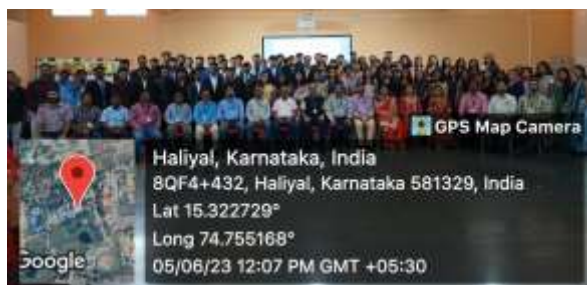 GPS Map Camera
Haliyal, Karnataka, India
8QF4+432, Haliyal, Karnataka 581329, India
Lat 15.322729°
Long 74.755168°
05/06/23 12:07 PM GMT +05:30
Google